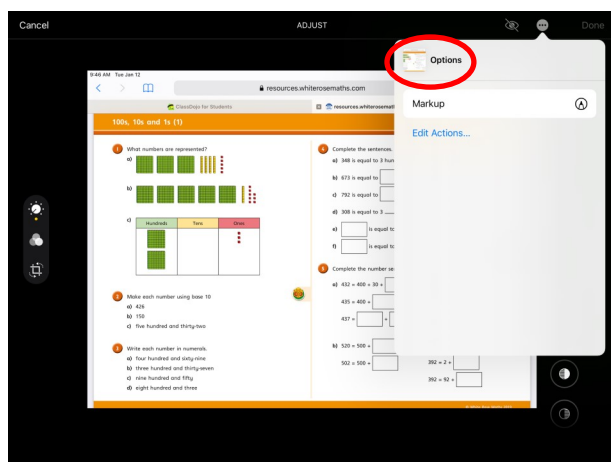 Cancel
ADJUST
Done
Options
Markup
Edit Actions...
9:46 AM Tue Jan 12
resources.whiterosemaths.com
ClassDojo for Students
resources.whiterosemat
100s, 10s and 1s (1)
1 What numbers are represented?
a)
b)
c)
Hundreds Tens Ones
2 Make each number using base 10
a) 426
b) 150
c) five hundred and thirty-two
3 Write each number in numerals.
a) four hundred and sixty-nine
b) three hundred and thirty-seven
c) nine hundred and fifty
d) eight hundred and three
Complete the sentences.
a) 348 is equal to 3 hun
b) 673 is equal to
c) 792 is equal to
d) 308 is equal to 3
e) is equal to
f) is equal to
Complete the number se
a) 432 = 400 + 30 +
435 = 400 +
437 = +
b) 520 = 500 +
502 = 500 +
392 = 2 +
392 = 92 +